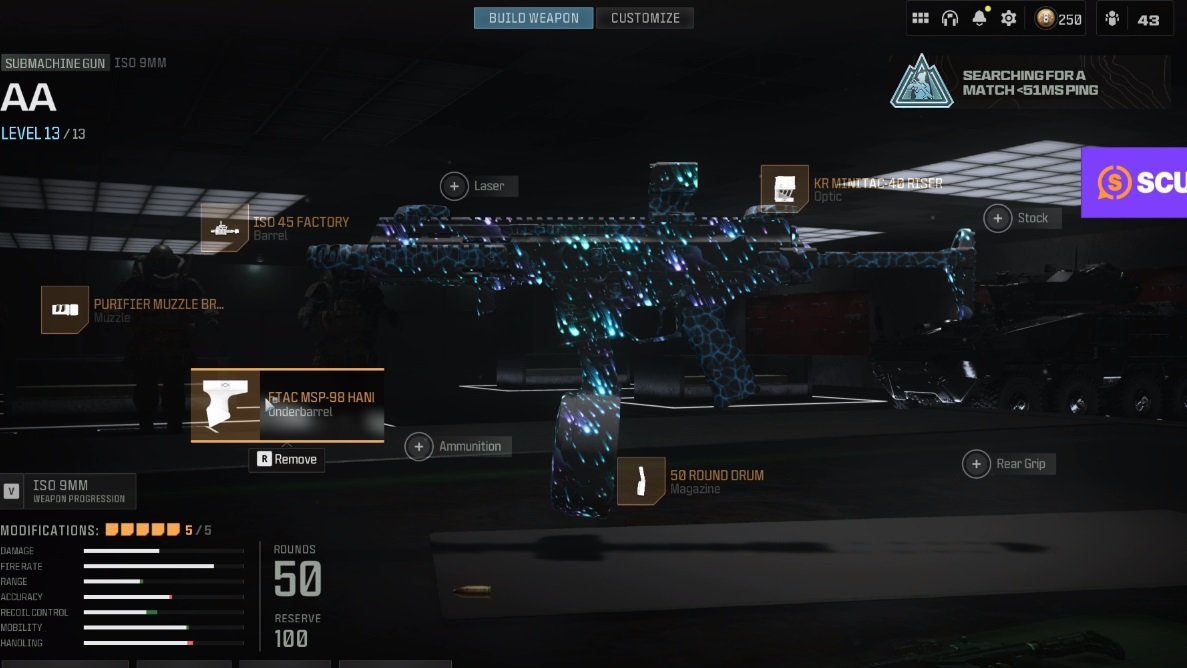 BUILD WEAPON
CUSTOMIZE
250
43
SUBMACHINE GUN ISO 9MM
AA
LEVEL 13 / 13
SEARCHING FOR A
MATCH <51MS PING
Laser
KR MINITAC-40 RISER
Optic
SCU
Stock
ISO 45 FACTORY
Barrel
PURIFIER MUZZLE BR...
Muzzle
FTAC MSP-98 HANI
Underbarrel
R Remove
Ammunition
Rear Grip
50 ROUND DRUM
Magazine
V ISO 9MM
WEAPON PROGRESSION
MODIFICATIONS: 5 / 5
DAMAGE
FIRE RATE
RANGE
ACCURACY
RECOIL CONTROL
MOBILITY
HANDLING
ROUNDS
50
RESERVE
100